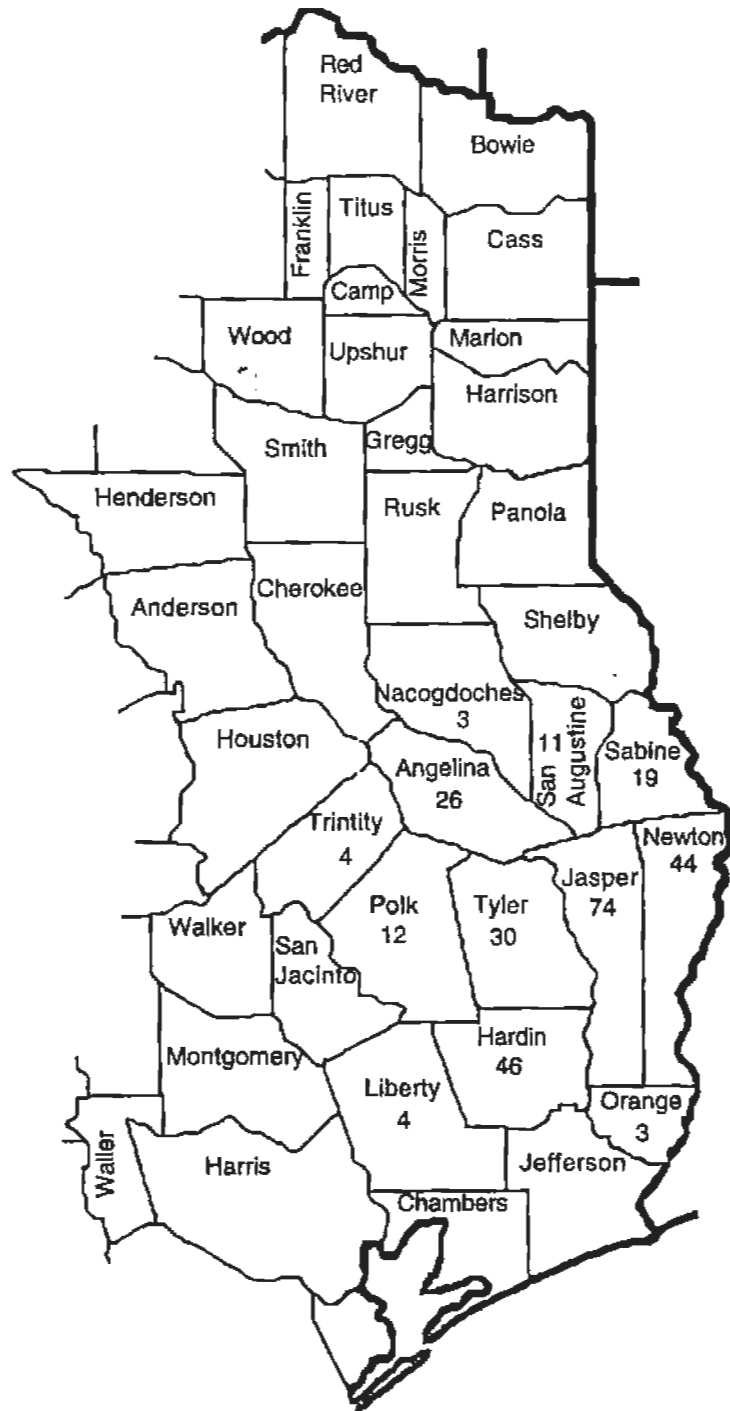 Red
River
Bowie
Franklin
Titus
Morris
Cass
Camp
Wood
Upshur
Marion
Harrison
Smith
Gregg
Henderson
Rusk
Panola
Anderson
Cherokee
Shelby
Nacogdoches
3
Houston
Angelina
26
San
Augustine
11
Sabine
19
Trintity
4
Newton
44
Jasper
74
Walker
San
Jacinto
Polk
12
Tyler
30
Montgomery
Hardin
46
Liberty
4
Orange
3
Waller
Harris
Jefferson
Chambers